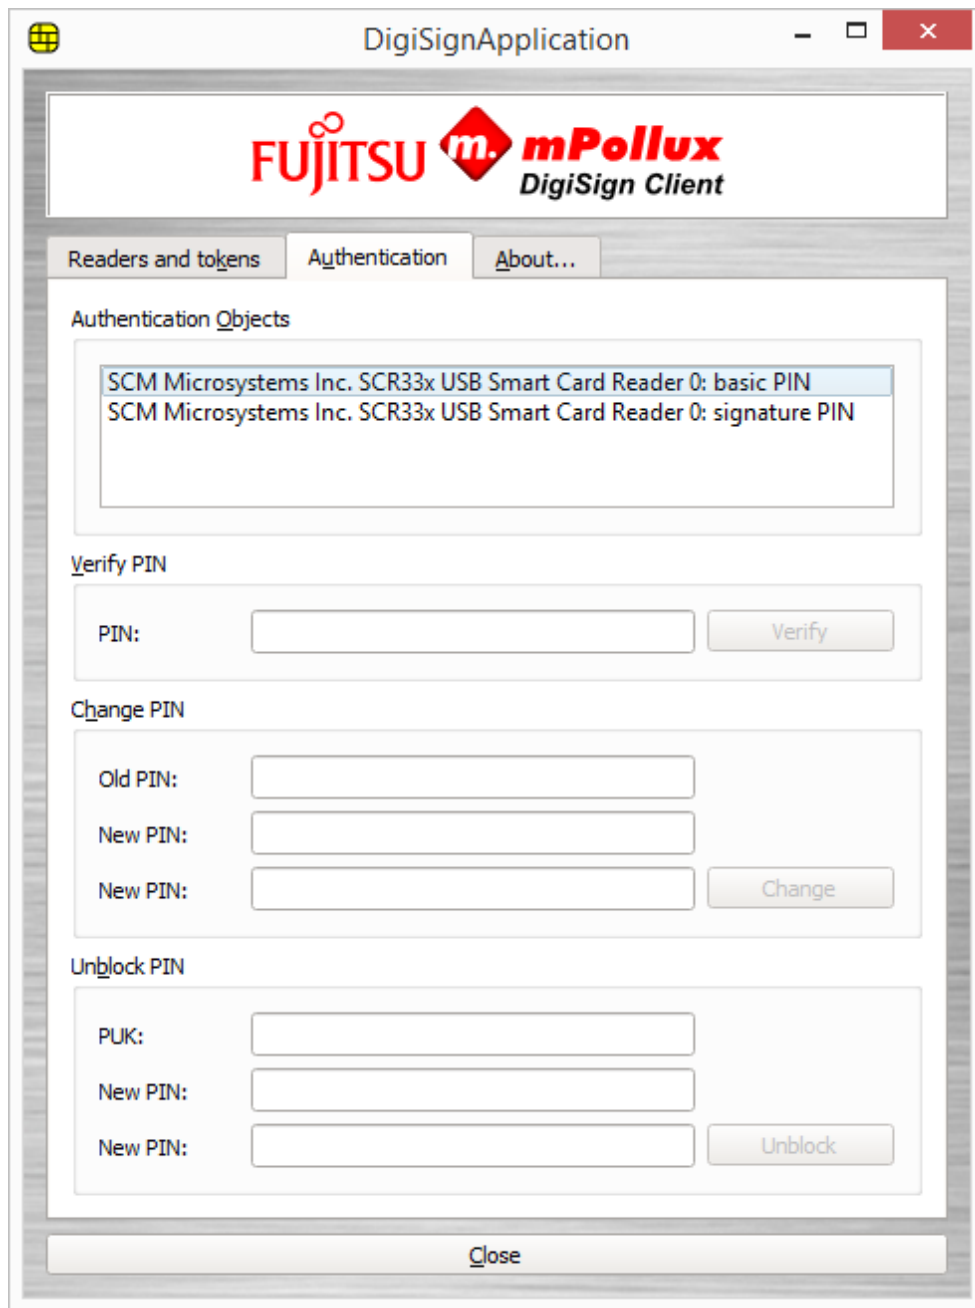 DigiSignApplication
FUJITSU m. mPollux
DigiSign Client
Readers and tokens Authentication About...
Authentication Objects
SCM Microsystems Inc. SCR33x USB Smart Card Reader 0: basic PIN
SCM Microsystems Inc. SCR33x USB Smart Card Reader 0: signature PIN
Verify PIN
PIN: Verify
Change PIN
Old PIN:
New PIN:
New PIN: Change
Unblock PIN
PUK:
New PIN:
New PIN: Unblock
Close